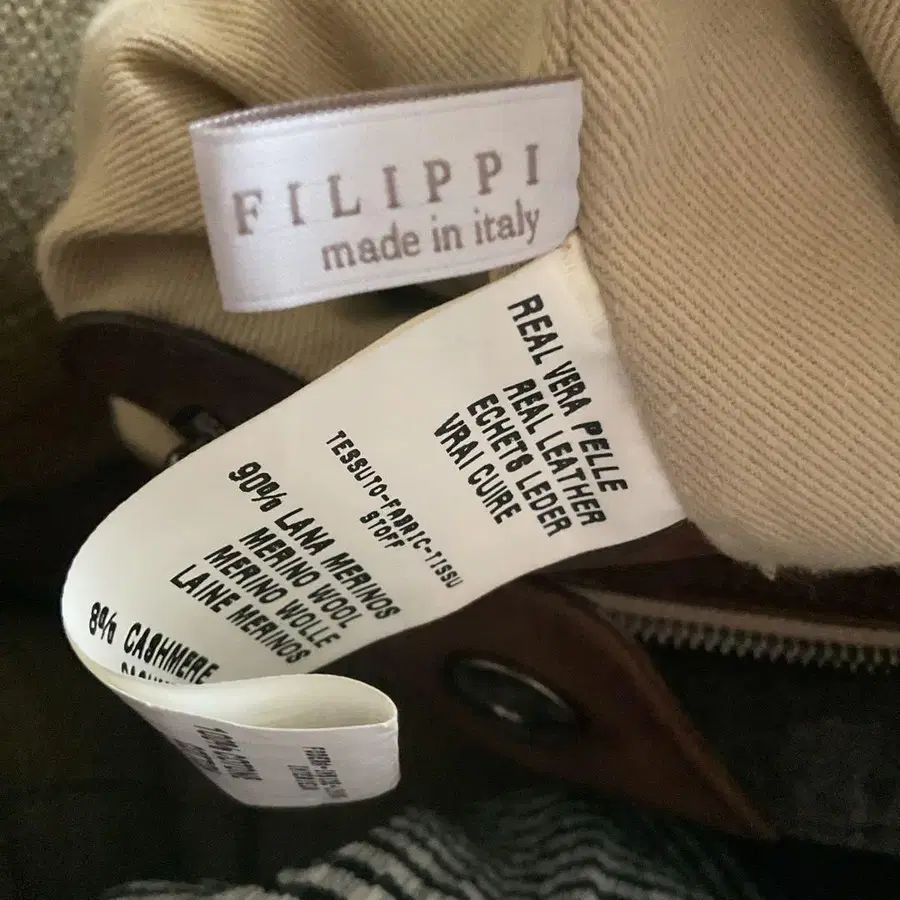 FILIPPI
made in italy
REAL VERA PELLE
REAL LEATHER
ECHETS LEDER
VRAI CUIRE
TESSUTO-FABRIC-TISSU
STOFF
90% LANA MERINOS
MERINO WOOL
MERINO WOLLE
LAINE MERINOS
8% CASHMERE